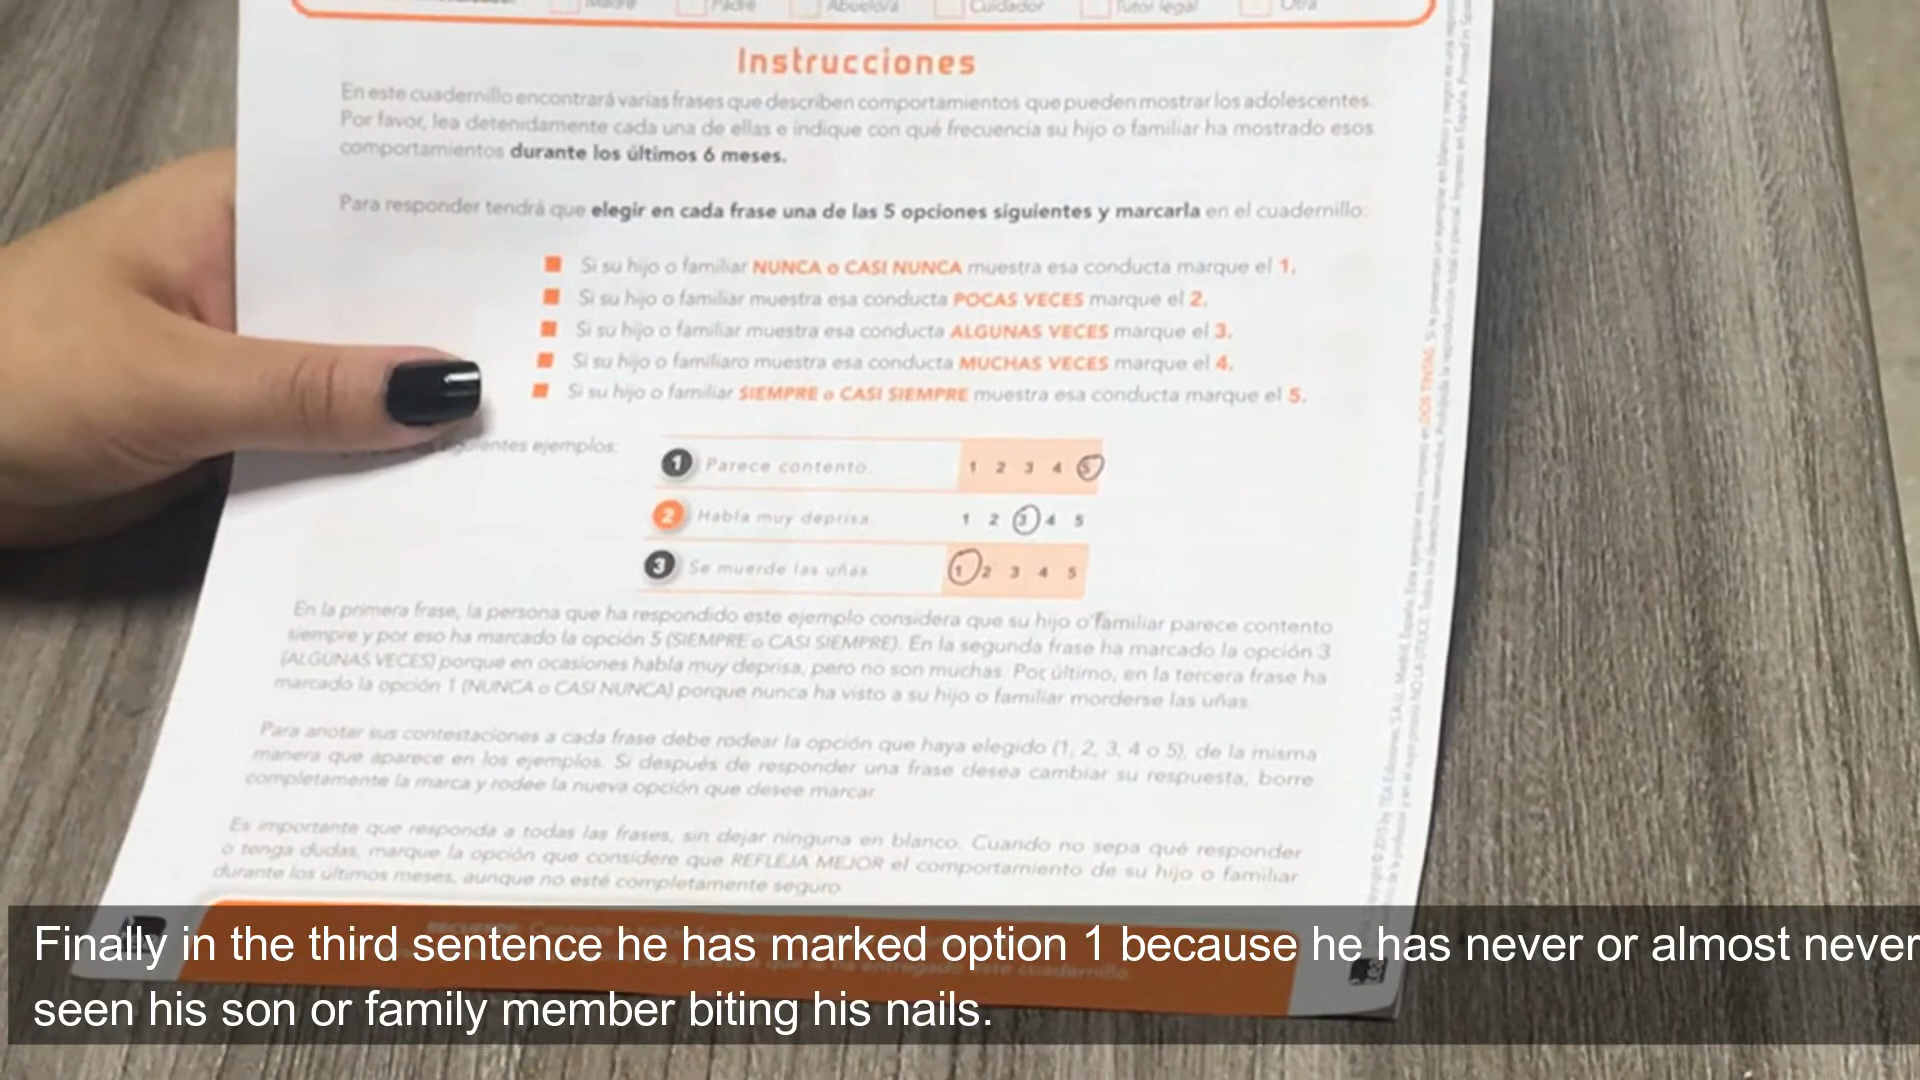 Madre Padre Abuelo/a Cuidador Tutor legal Otra
Instrucciones
En este cuadernillo encontrará varias frases que describen comportamientos que pueden mostrar los adolescentes.
Por favor, lea detenidamente cada una de ellas e indique con qué frecuencia su hijo o familiar ha mostrado esos
comportamientos durante los últimos 6 meses.
Para responder tendrá que elegir en cada frase una de las 5 opciones siguientes y marcarla en el cuadernillo:
Si su hijo o familiar NUNCA o CASI NUNCA muestra esa conducta marque el 1.
Si su hijo o familiar muestra esa conducta POCAS VECES marque el 2.
Si su hijo o familiar muestra esa conducta ALGUNAS VECES marque el 3.
Si su hijo o familiaro muestra esa conducta MUCHAS VECES marque el 4.
Si su hijo o familiar SIEMPRE o CASI SIEMPRE muestra esa conducta marque el 5.
ejemplos:
1 Parece contento 1 2 3 4 5
2 Habla muy deprisa 1 2 3 4 5
3 Se muerde las uñas 1 2 3 4 5
En la primera frase, la persona que ha respondido este ejemplo considera que su hijo o familiar parece contento
siempre y por eso ha marcado la opción 5 (SIEMPRE o CASI SIEMPRE). En la segunda frase ha marcado la opción 3
(ALGUNAS VECES) porque en ocasiones habla muy deprisa, pero no son muchas. Por último, en la tercera frase ha
marcado la opción 1 (NUNCA o CASI NUNCA) porque nunca ha visto a su hijo o familiar morderse las uñas.
Para anotar sus contestaciones a cada frase debe rodear la opción que haya elegido (1, 2, 3, 4 o 5), de la misma
manera que aparece en los ejemplos. Si después de responder una frase desea cambiar su respuesta, borre
completamente la marca y rodee la nueva opción que desee marcar.
Es importante que responda a todas las frases, sin dejar ninguna en blanco. Cuando no sepa qué responder
o tenga dudas, marque la opción que considere que REFLEJA MEJOR el comportamiento de su hijo o familiar
durante los últimos meses, aunque no esté completamente seguro.
Finally in the third sentence he has marked option 1 because he has never or almost never
seen his son or family member biting his nails.